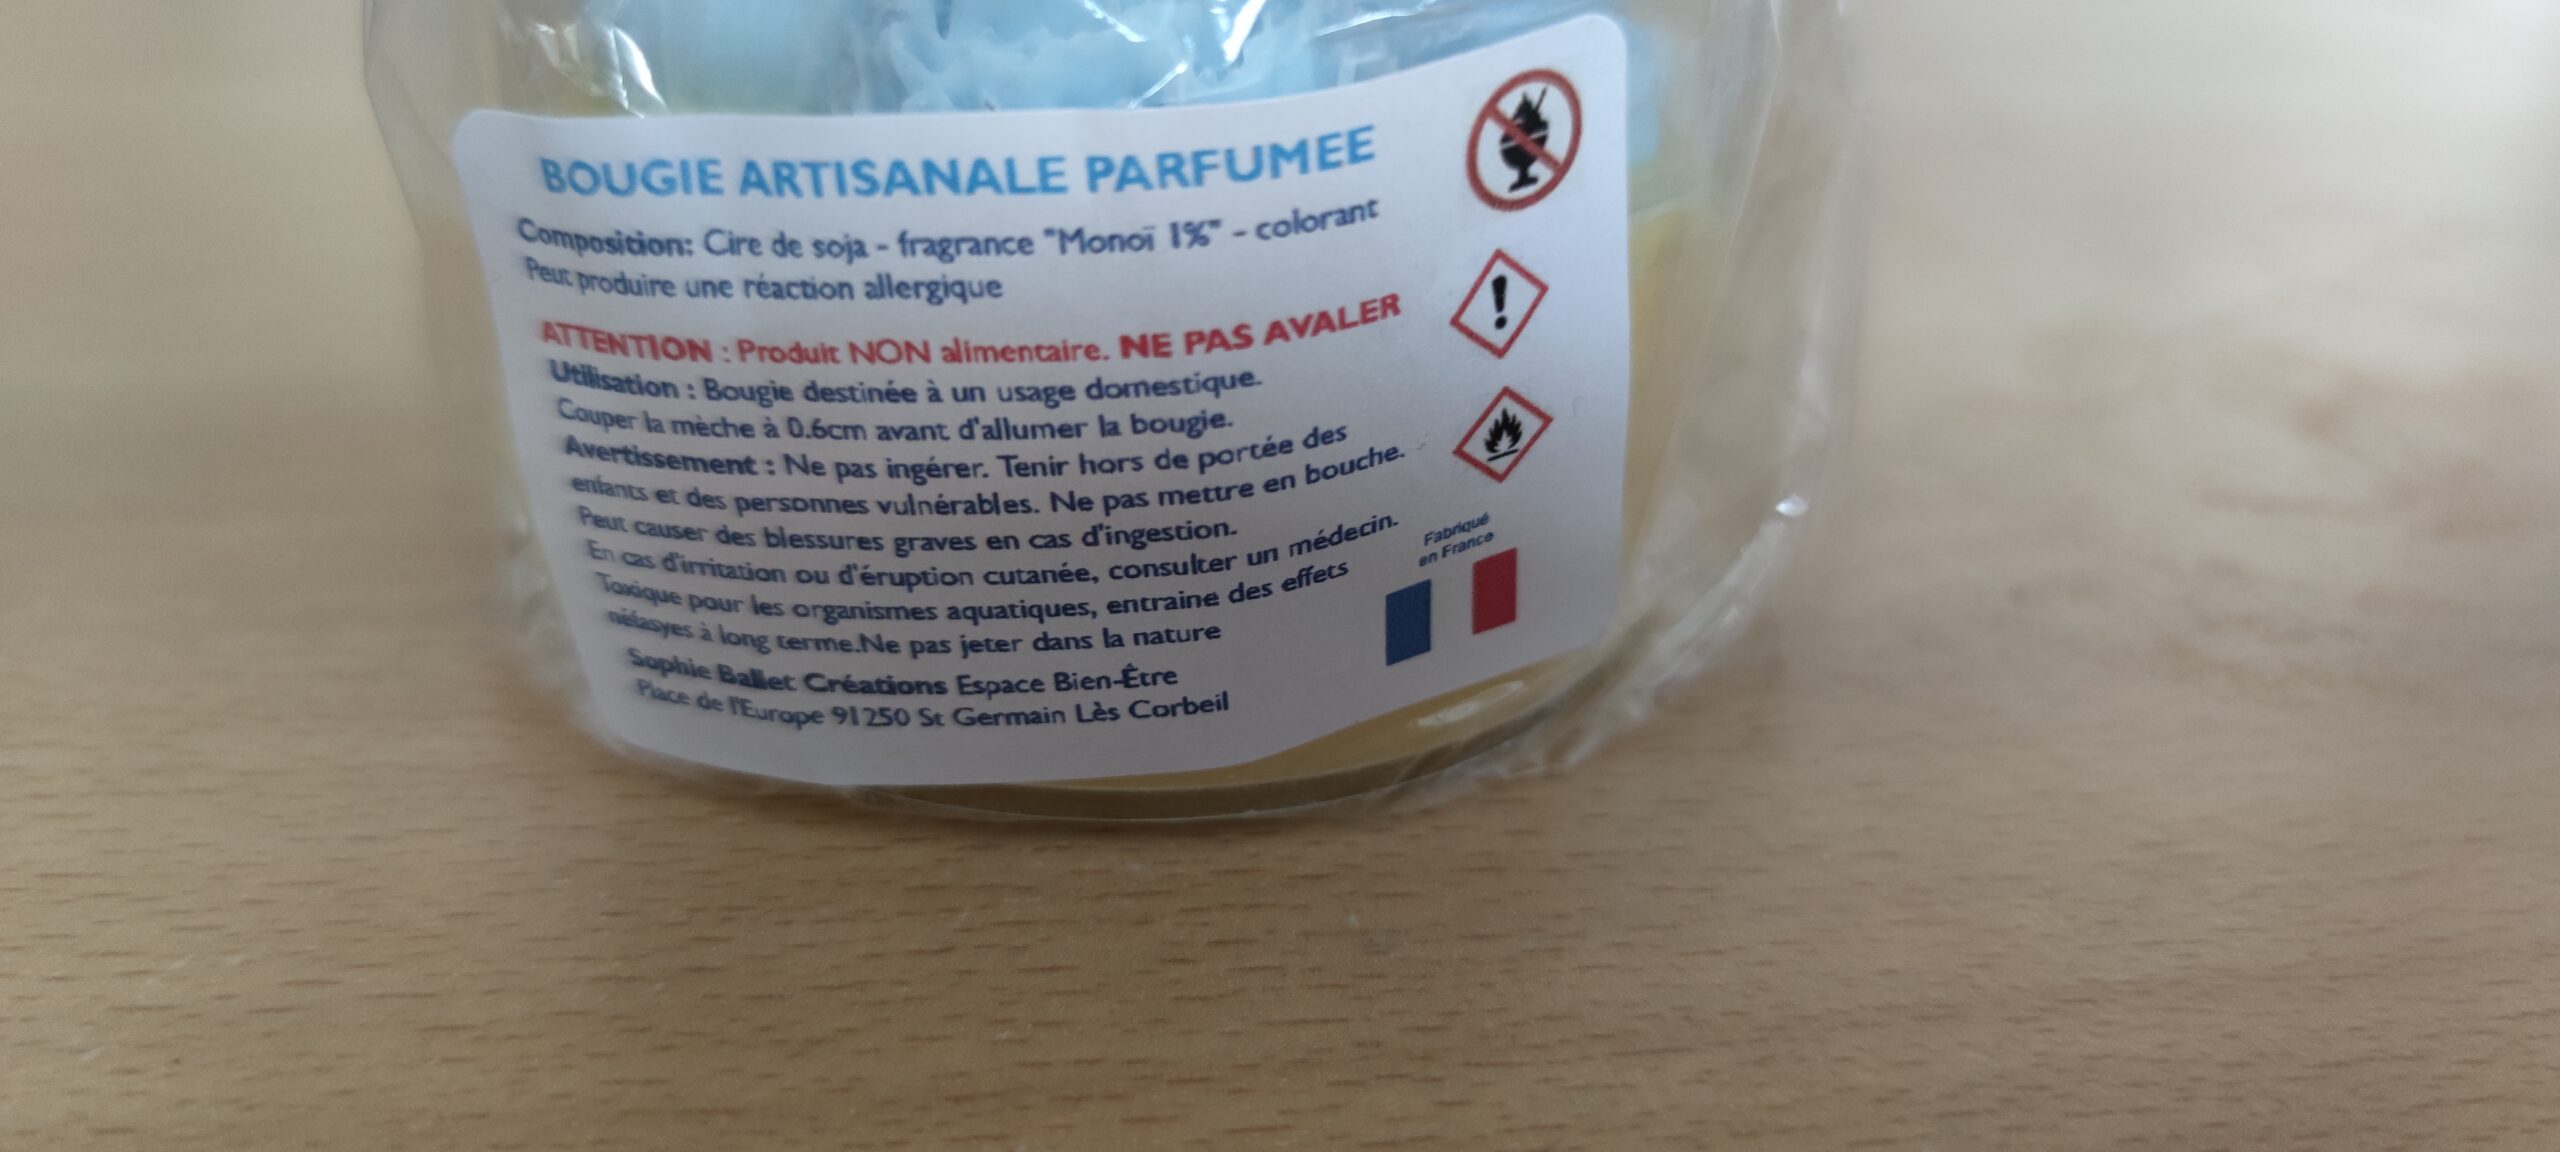 BOUGIE ARTISANALE PARFUMEE
Composition: Cire de soja - fragrance "Monoï 1%" - colorant
Peut produire une réaction allergique
ATTENTION : Produit NON alimentaire. NE PAS AVALER
Utilisation : Bougie destinée à un usage domestique.
Couper la mèche à 0.6cm avant d'allumer la bougie.
Avertissement : Ne pas ingérer. Tenir hors de portée des
enfants et des personnes vulnérables. Ne pas mettre en bouche.
Peut causer des blessures graves en cas d'ingestion.
En cas d'irritation ou d'éruption cutanée, consulter un médecin.
Toxique pour les organismes aquatiques, entraine des effets
néfasyes à long terme.Ne pas jeter dans la nature
Sophie Ballet Créations Espace Bien-Être
Place de l'Europe 91250 St Germain Lès Corbeil
Fabriqué
en France